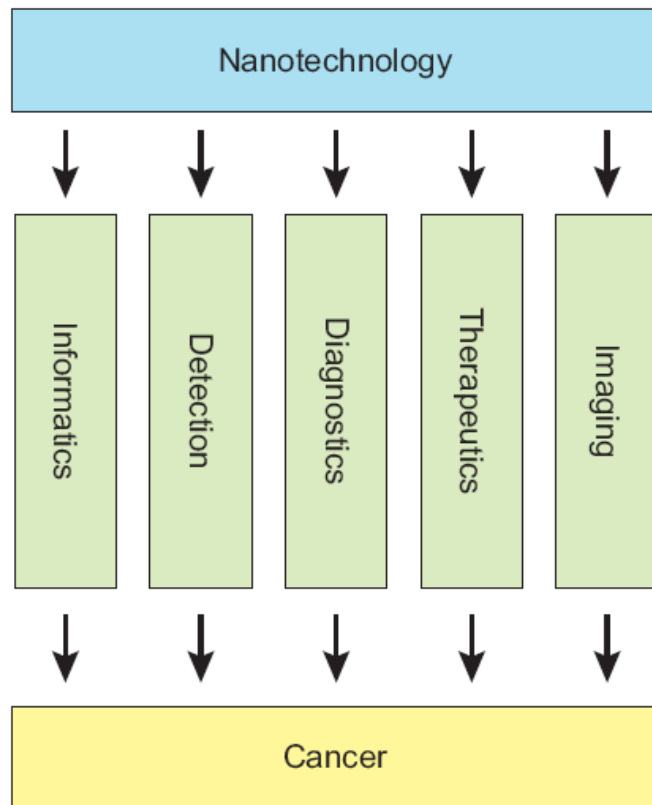 Nanotechnology
Informatics
Detection
Diagnostics
Therapeutics
Imaging
Cancer